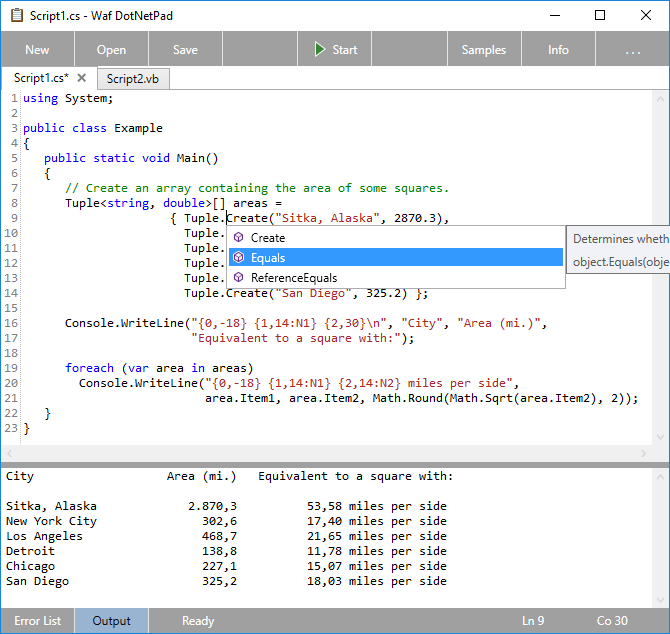 Script1.cs - Waf DotNetPad
New Open Save Start Samples Info ...
Script1.cs* Script2.vb
1 using System;
2
3 public class Example
4 {
5 public static void Main()
6 {
7 // Create an array containing the area of some squares.
8 Tuple<string, double>[] areas =
9 { Tuple.Create("Sitka, Alaska", 2870.3),
10 Tuple.
11 Tuple.
12 Tuple.
13 Tuple.
14 Tuple.Create("San Diego", 325.2) };
Create
Equals
ReferenceEquals
Determines wheth
object.Equals(obje
15
16 Console.WriteLine("{0,-18} {1,14:N1} {2,30}\n", "City", "Area (mi.)",
17 "Equivalent to a square with:");
18
19 foreach (var area in areas)
20 Console.WriteLine("{0,-18} {1,14:N1} {2,14:N2} miles per side",
21 area.Item1, area.Item2, Math.Round(Math.Sqrt(area.Item2), 2));
22 }
23 }
City Area (mi.) Equivalent to a square with:
Sitka, Alaska 2.870,3 53,58 miles per side
New York City 302,6 17,40 miles per side
Los Angeles 468,7 21,65 miles per side
Detroit 138,8 11,78 miles per side
Chicago 227,1 15,07 miles per side
San Diego 325,2 18,03 miles per side
Error List Output Ready Ln 9 Co 30